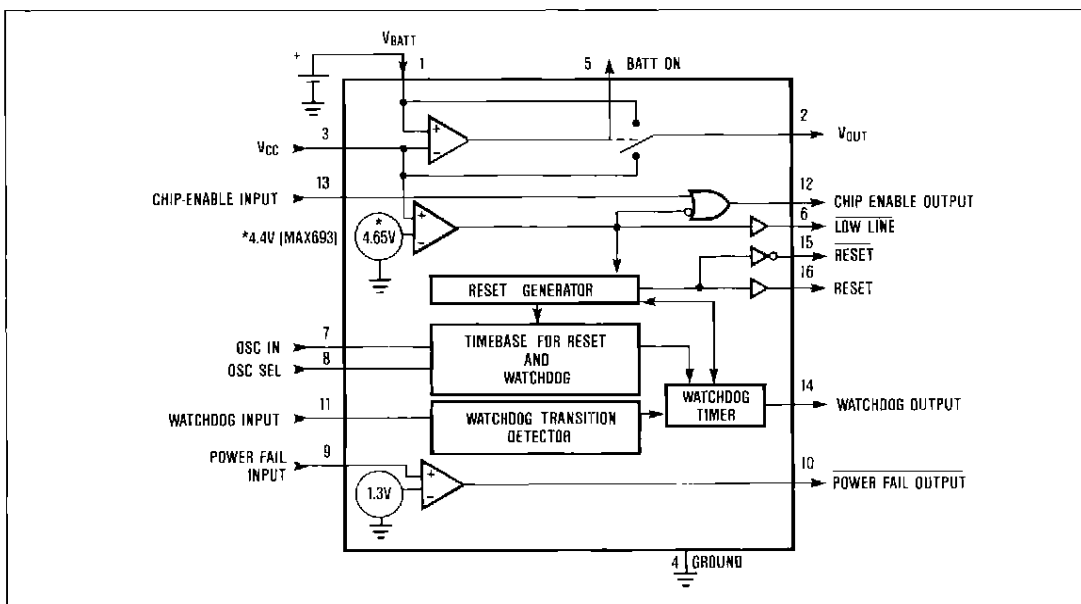 VBATT
+
1
5 BATT ON
+
−
2
VOUT
3
VCC
13
CHIP-ENABLE INPUT
12
CHIP ENABLE OUTPUT
*4.4V (MAX693)
*
4.65V
+
−
6
LOW LINE
15
RESET
16
RESET
RESET GENERATOR
7
OSC IN
8
OSC SEL
TIMEBASE FOR RESET
AND
WATCHDOG
11
WATCHDOG INPUT
WATCHDOG TRANSITION
DETECTOR
WATCHDOG
TIMER
14
WATCHDOG OUTPUT
9
POWER FAIL
INPUT
1.3V
+
−
10
POWER FAIL OUTPUT
4 GROUND